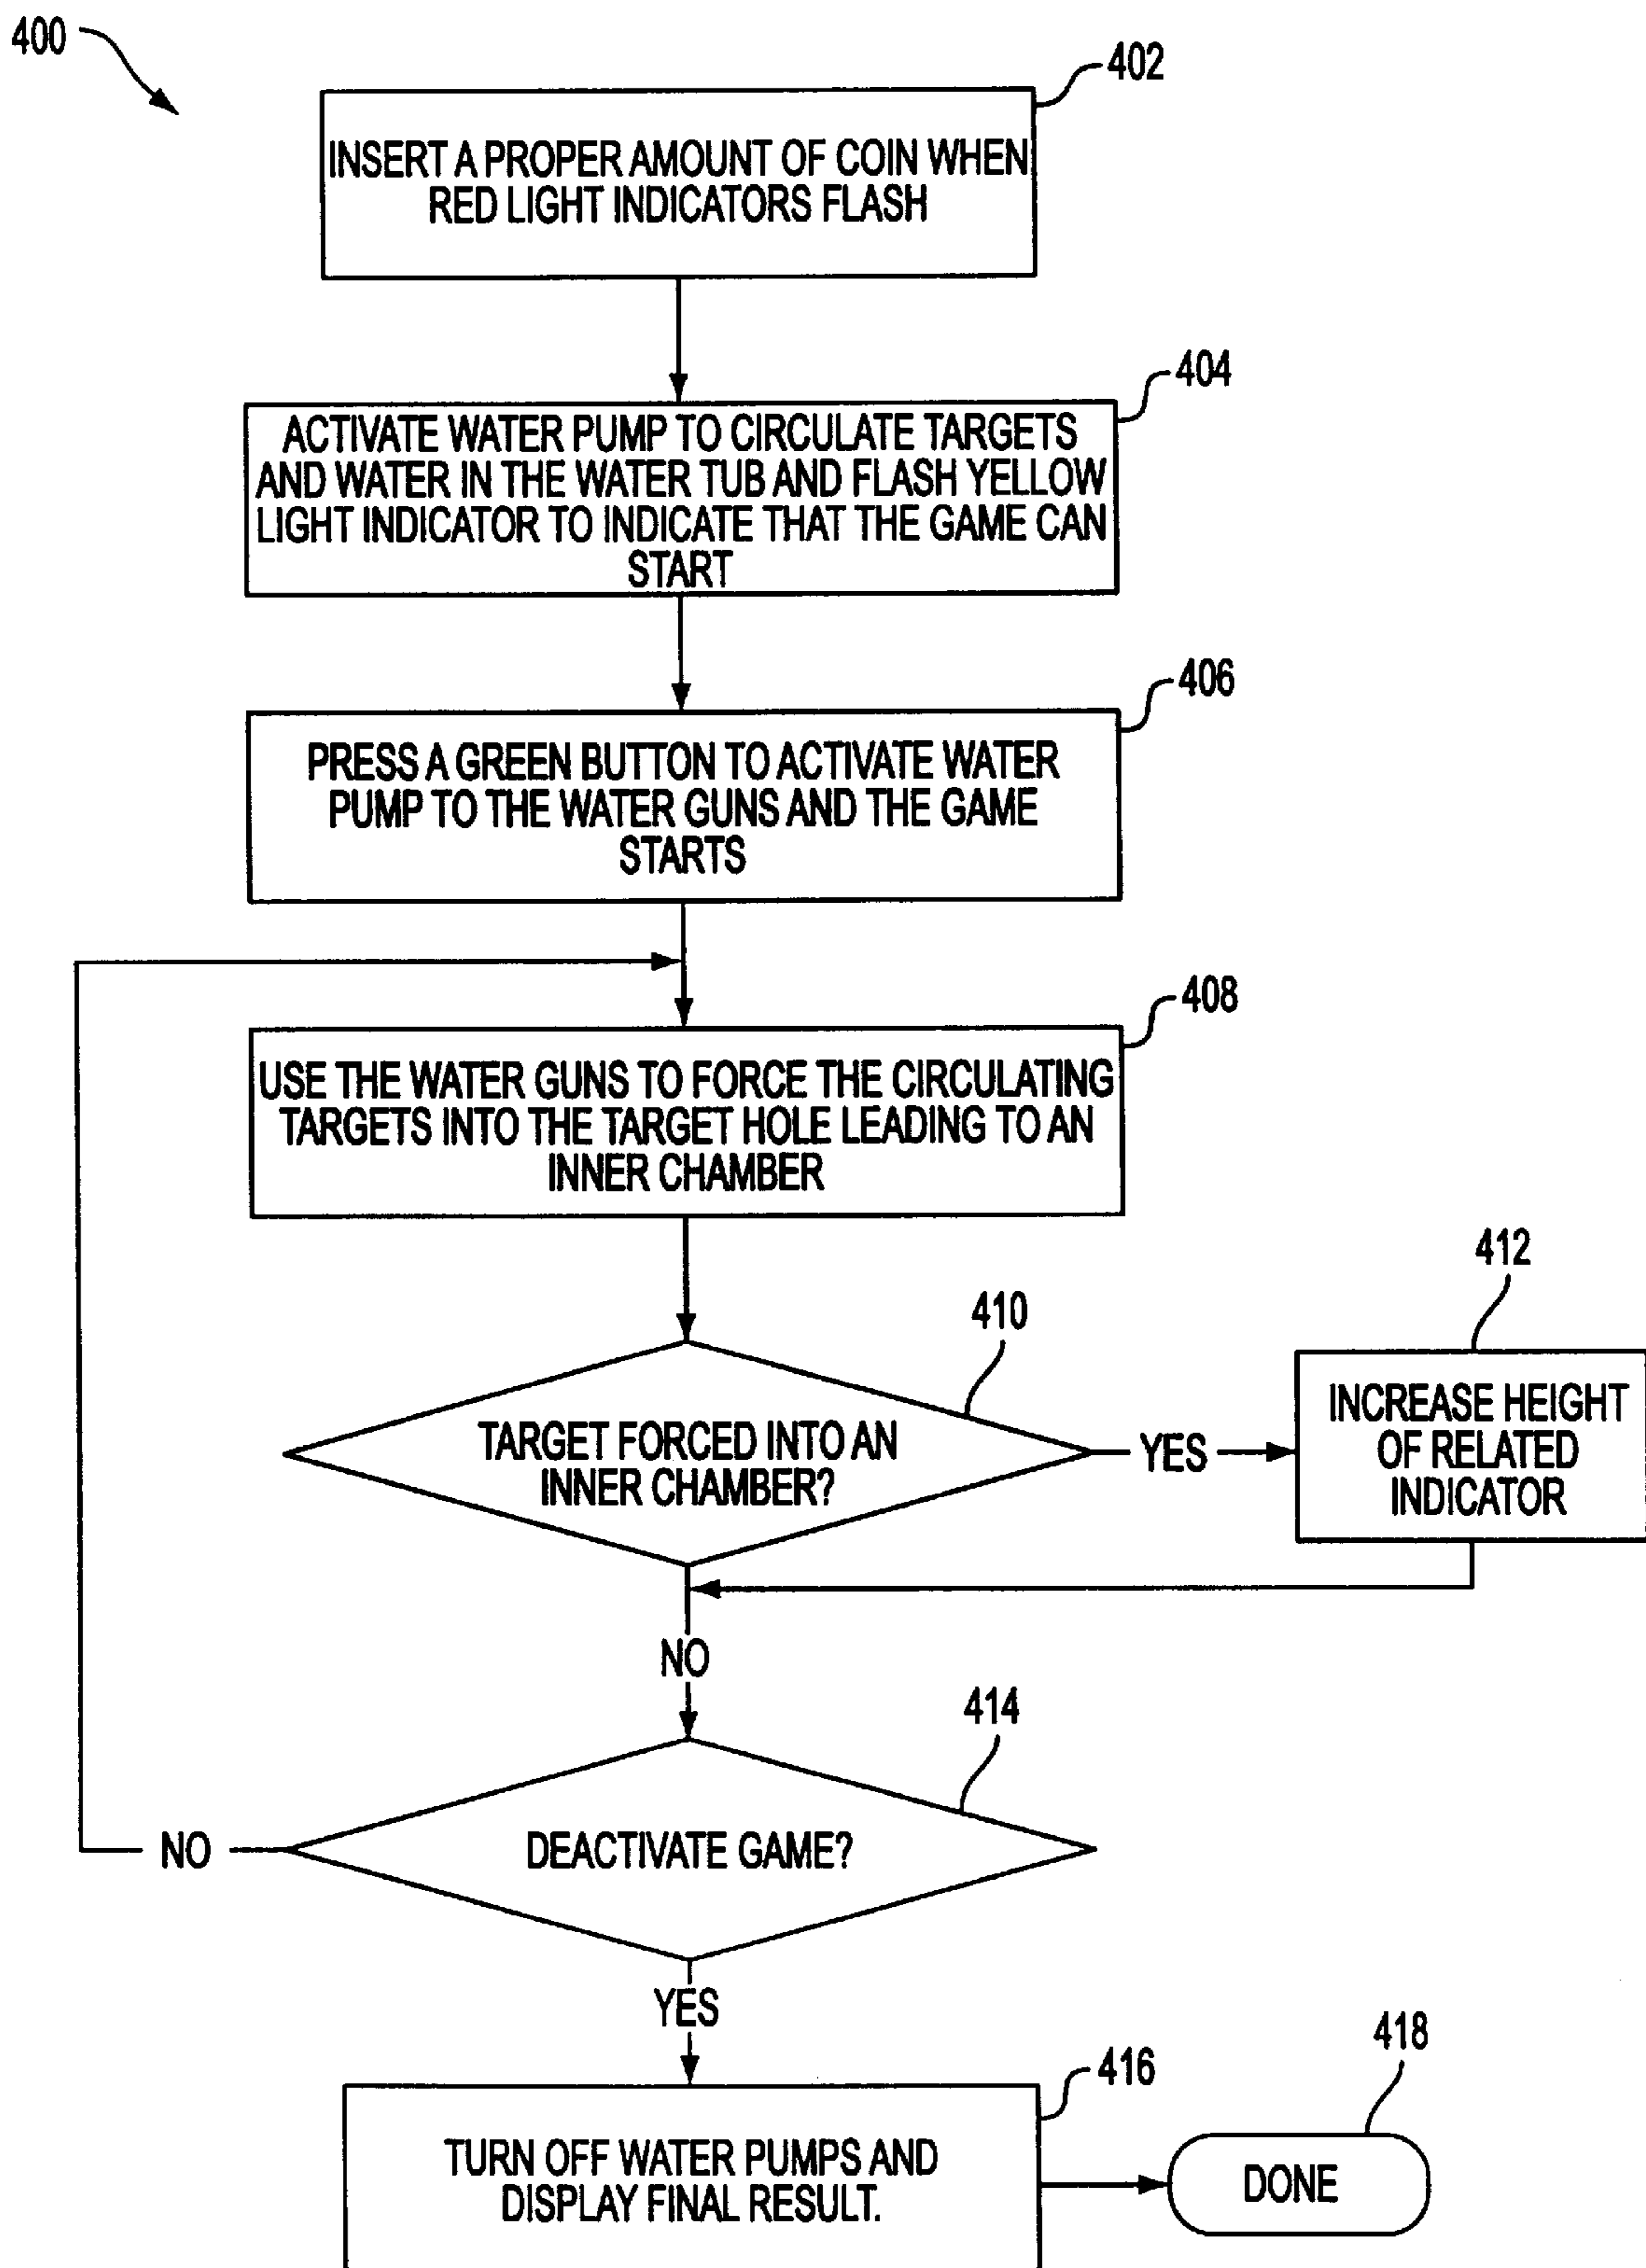 400
402
INSERT A PROPER AMOUNT OF COIN WHEN
RED LIGHT INDICATORS FLASH
404
ACTIVATE WATER PUMP TO CIRCULATE TARGETS
AND WATER IN THE WATER TUB AND FLASH YELLOW
LIGHT INDICATOR TO INDICATE THAT THE GAME CAN
START
406
PRESS A GREEN BUTTON TO ACTIVATE WATER
PUMP TO THE WATER GUNS AND THE GAME
STARTS
408
USE THE WATER GUNS TO FORCE THE CIRCULATING
TARGETS INTO THE TARGET HOLE LEADING TO AN
INNER CHAMBER
410
TARGET FORCED INTO AN
INNER CHAMBER?
YES
412
INCREASE HEIGHT
OF RELATED
INDICATOR
NO
414
DEACTIVATE GAME?
NO
YES
416
TURN OFF WATER PUMPS AND
DISPLAY FINAL RESULT.
418
DONE